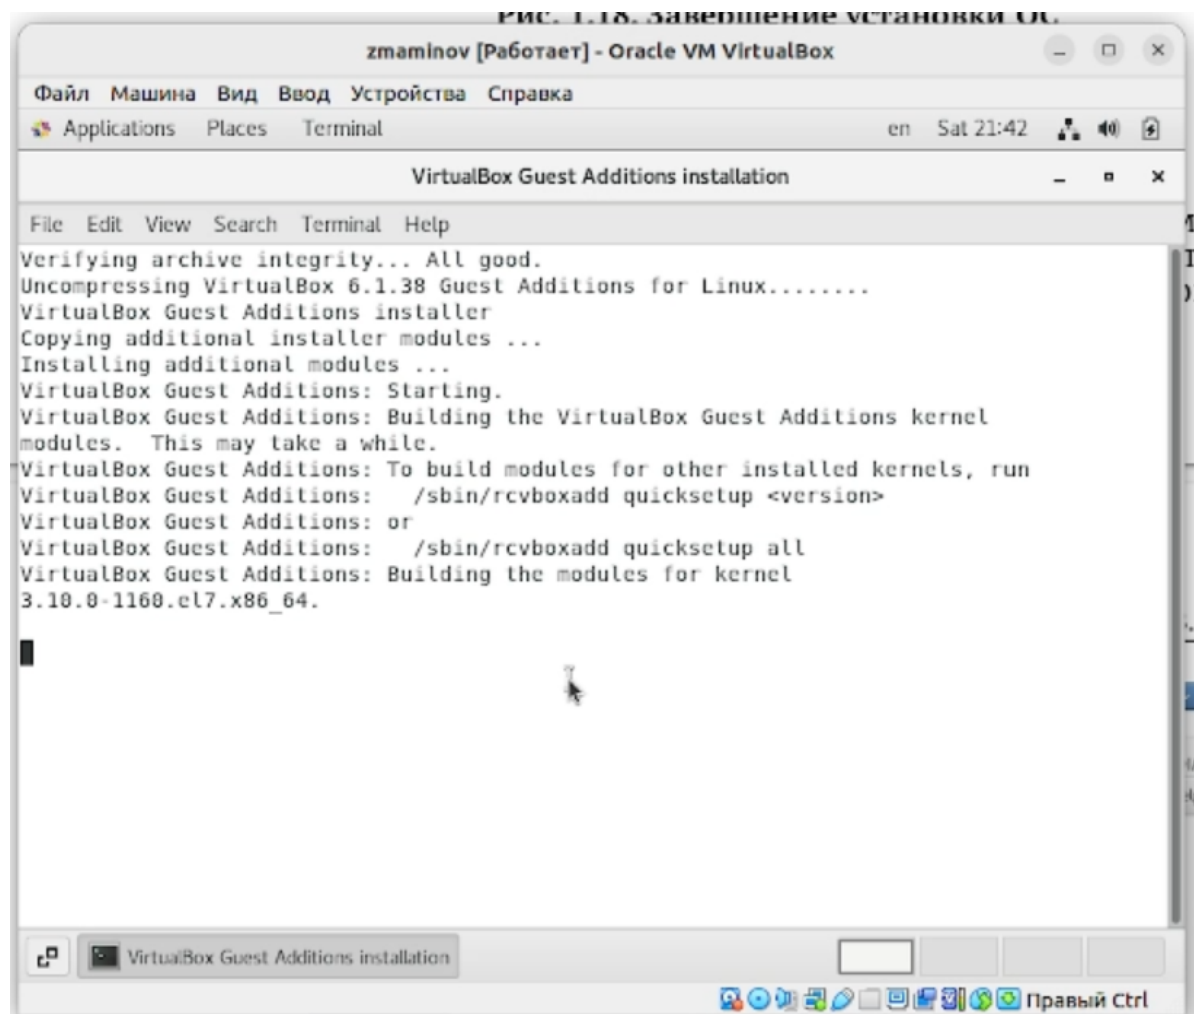 Рис. 1.18. Завершение установки ОС
zmaminov [Работает] - Oracle VM VirtualBox
Файл Машина Вид Ввод Устройства Справка
Applications Places Terminal en Sat 21:42
VirtualBox Guest Additions installation
File Edit View Search Terminal Help
Verifying archive integrity... All good.
Uncompressing VirtualBox 6.1.38 Guest Additions for Linux........
VirtualBox Guest Additions installer
Copying additional installer modules ...
Installing additional modules ...
VirtualBox Guest Additions: Starting.
VirtualBox Guest Additions: Building the VirtualBox Guest Additions kernel
modules.  This may take a while.
VirtualBox Guest Additions: To build modules for other installed kernels, run
VirtualBox Guest Additions:   /sbin/rcvboxadd quicksetup <version>
VirtualBox Guest Additions: or
VirtualBox Guest Additions:   /sbin/rcvboxadd quicksetup all
VirtualBox Guest Additions: Building the modules for kernel
3.10.0-1160.el7.x86_64.
VirtualBox Guest Additions installation
Правый Ctrl